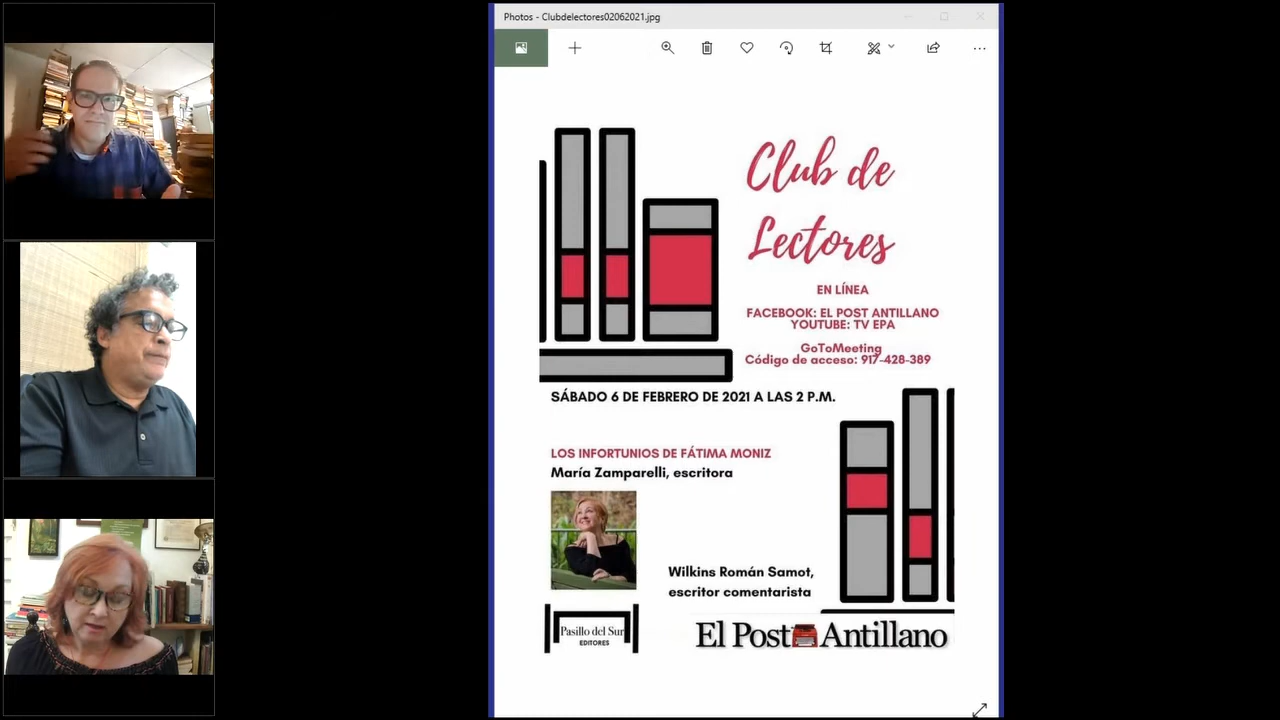 Photos - Clubdelectores02062021.jpg
Club de
Lectores
EN LÍNEA
FACEBOOK: EL POST ANTILLANO
YOUTUBE: TV EPA
GoToMeeting
Código de acceso: 917-428-389
SÁBADO 6 DE FEBRERO DE 2021 A LAS 2 P.M.
LOS INFORTUNIOS DE FÁTIMA MONIZ
María Zamparelli, escritora
Wilkins Román Samot,
escritor comentarista
Pasillo del Sur
EDITORES
El Post Antillano